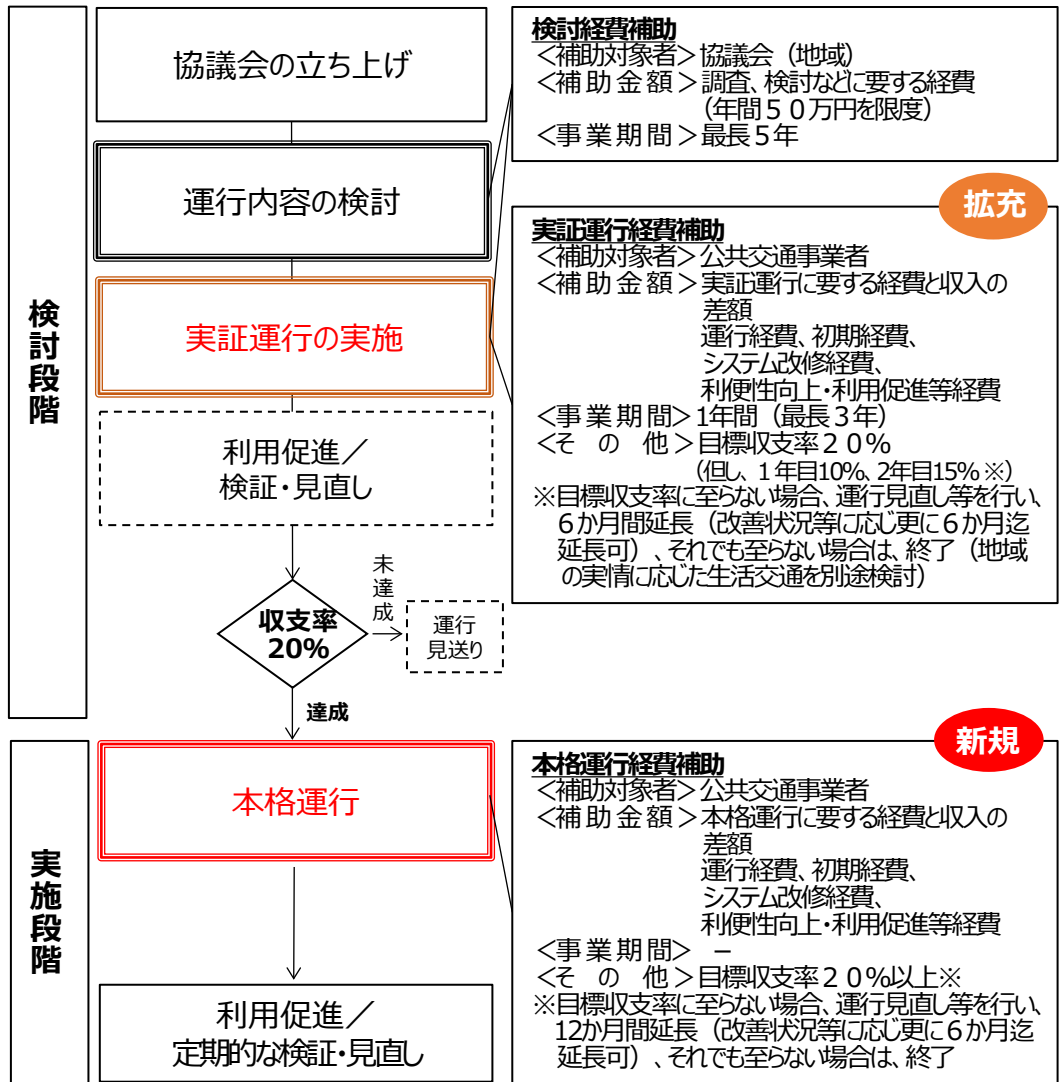 検討段階
協議会の立ち上げ
運行内容の検討
実証運行の実施
利用促進／
検証・見直し
収支率
20%
未達成
運行
見送り
達成
検討経費補助
＜補助対象者＞協議会（地域）
＜補助金額＞調査、検討などに要する経費
（年間５０万円を限度）
＜事業期間＞最長５年
拡充
実証運行経費補助
＜補助対象者＞公共交通事業者
＜補助金額＞実証運行に要する経費と収入の
差額
運行経費、初期経費、
システム改修経費、
利便性向上・利用促進等経費
＜事業期間＞1年間（最長３年）
＜その他＞目標収支率２０％
（但し、１年目10%、2年目15%※）
※目標収支率に至らない場合、運行見直し等を行い、
６か月間延長（改善状況等に応じ更に６か月迄
延長可）、それでも至らない場合は、終了（地域
の実情に応じた生活交通を別途検討）
実施段階
本格運行
利用促進／
定期的な検証・見直し
新規
本格運行経費補助
＜補助対象者＞公共交通事業者
＜補助金額＞本格運行に要する経費と収入の
差額
運行経費、初期経費、
システム改修経費、
利便性向上・利用促進等経費
＜事業期間＞ －
＜その他＞目標収支率２０％以上※
※目標収支率に至らない場合、運行見直し等を行い、
12か月間延長（改善状況等に応じ更に６か月迄
延長可）、それでも至らない場合は、終了